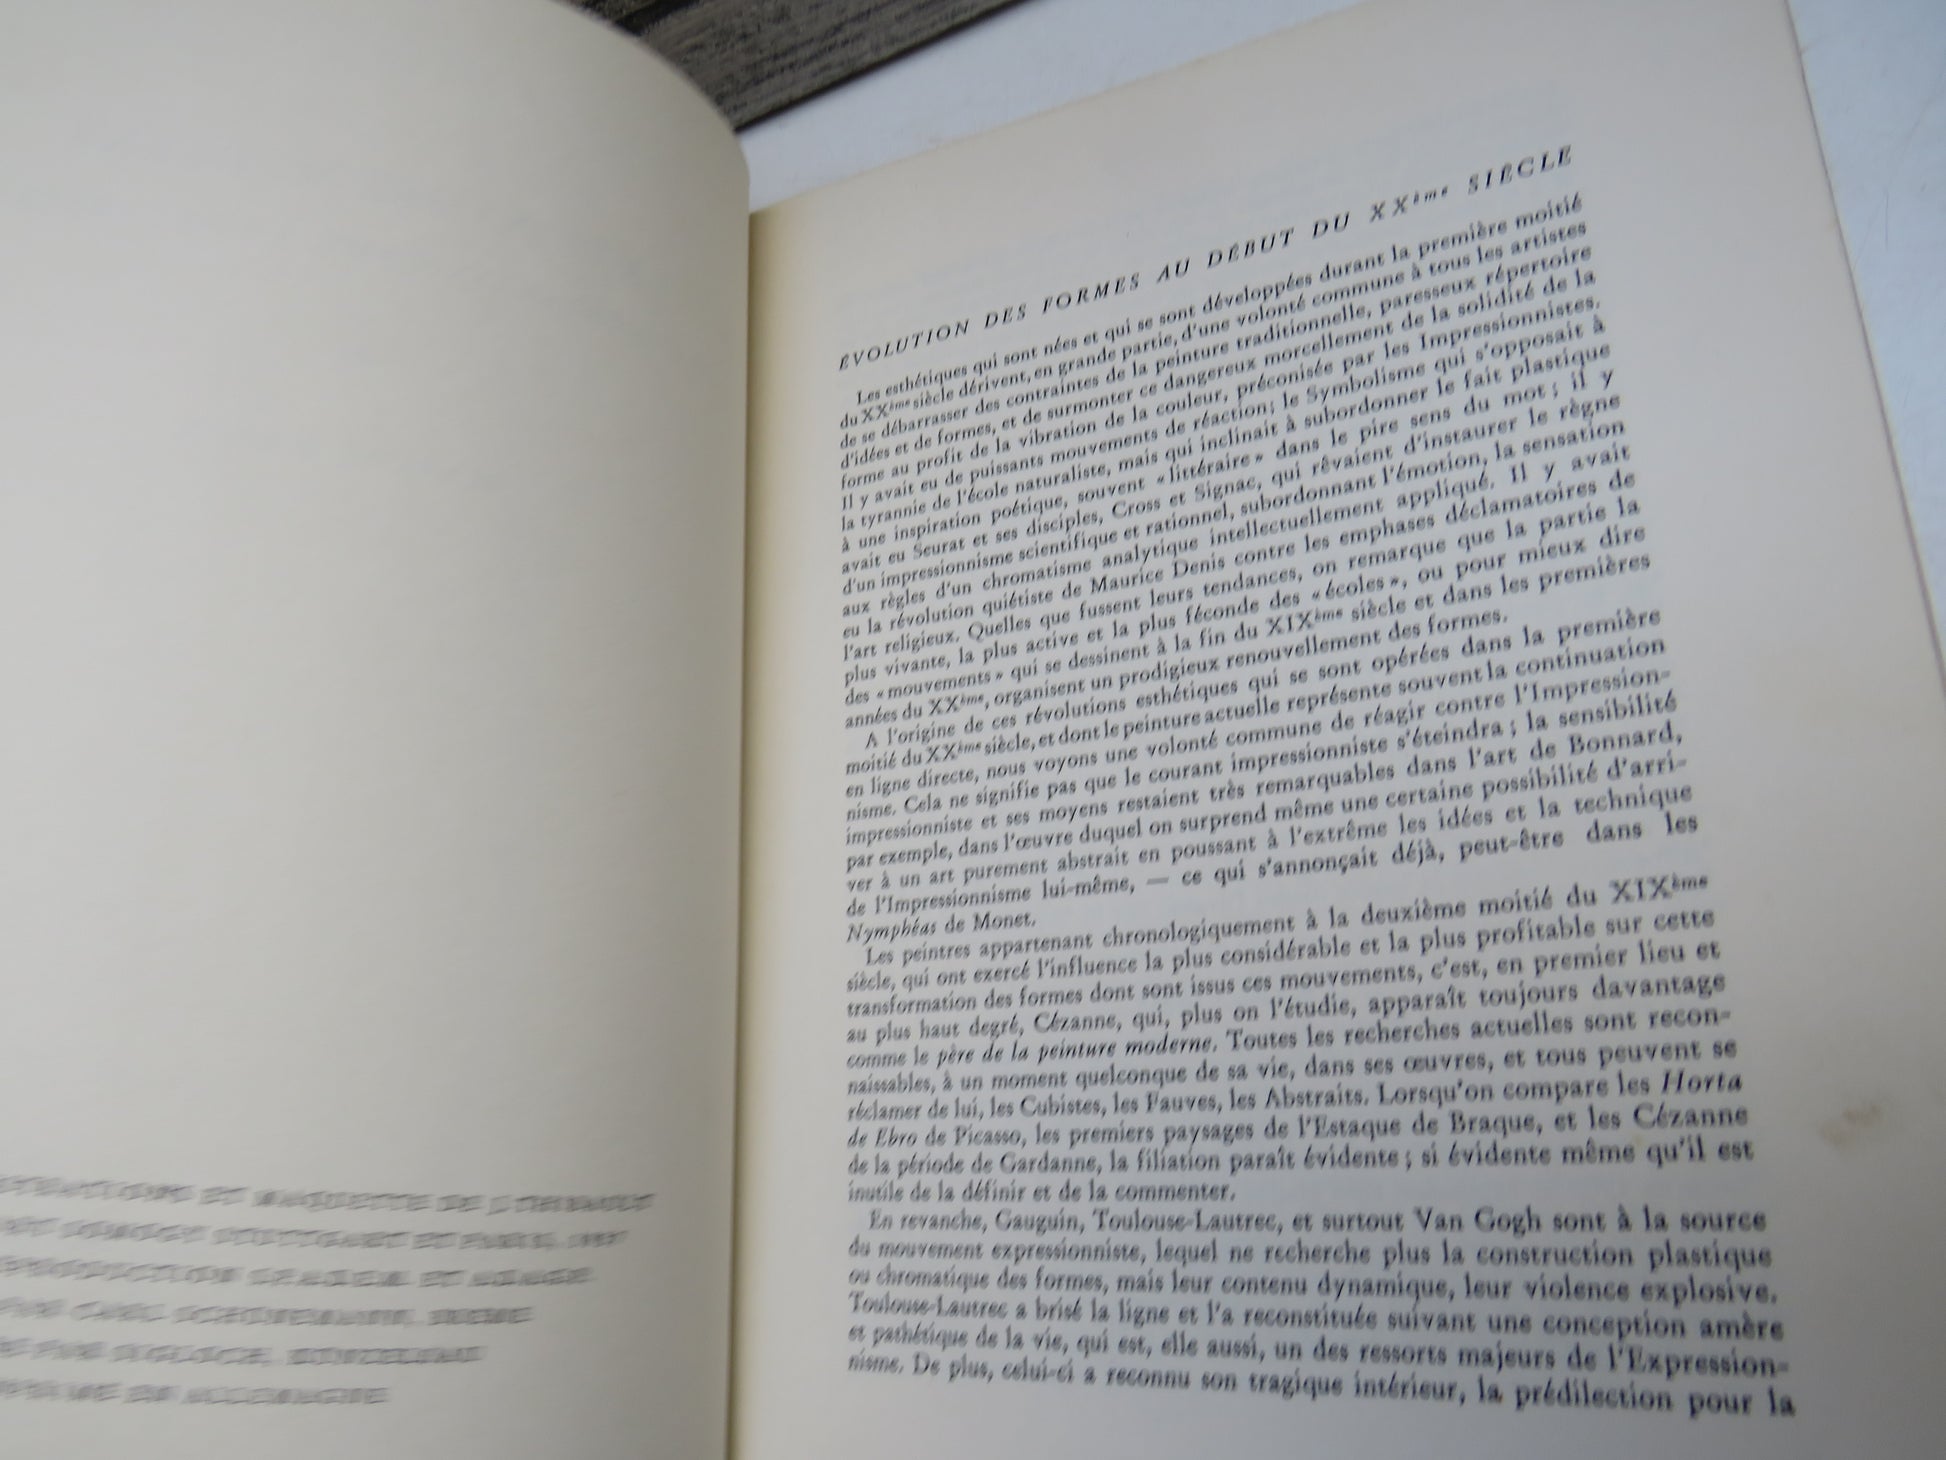 ET MAQUETTE DE
STUTTGART ET PARIS, 1957
ET
PAR CARL SCHÜNEMANN, BREME
PAR
EN ALLEMAGNE
ÉVOLUTION DES FORMES AU DÉBUT DU XXème SIÈCLE
Les esthétiques qui sont nées et qui se sont développées durant la première moitié
du XXème siècle dérivent, en grande partie, d'une volonté commune à tous les artistes
de se débarrasser des contraintes de la peinture traditionnelle, paresseux répertoire
d'idées et de formes, et de surmonter ce dangereux morcellement de la solidité de la
forme au profit de la vibration de la couleur, préconisée par les Impressionnistes.
Il y avait eu de puissants mouvements de réaction; le Symbolisme qui s'opposait à
la tyrannie de l'école naturaliste, mais qui inclinait à subordonner le fait plastique
à une inspiration poétique, souvent « littéraire » dans le pire sens du mot; il y
avait eu Seurat et ses disciples, Cross et Signac, qui rêvaient d'instaurer le règne
d'un impressionnisme scientifique et rationnel, subordonnant l'émotion, la sensation
aux règles d'un chromatisme analytique intellectuellement appliqué. Il y avait
eu la révolution quiétiste de Maurice Denis contre les emphases déclamatoires de
l'art religieux. Quelles que fussent leurs tendances, on remarque que la partie la
plus vivante, la plus active et la plus féconde des « écoles », ou pour mieux dire
des « mouvements » qui se dessinent à la fin du XIXème siècle et dans les premières
années du XXème, organisent un prodigieux renouvellement des formes.
A l'origine de ces révolutions esthétiques qui se sont opérées dans la première
moitié du XXème siècle, et dont le peinture actuelle représente souvent la continuation
en ligne directe, nous voyons une volonté commune de réagir contre l'Impression-
nisme. Cela ne signifie pas que le courant impressionniste s'éteindra; la sensibilité
impressionniste et ses moyens restaient très remarquables dans l'art de Bonnard,
par exemple, dans l'œuvre duquel on surprend même une certaine possibilité d'arri-
ver à un art purement abstrait en poussant à l'extrême les idées et la technique
de l'Impressionnisme lui-même, — ce qui s'annonçait déjà, peut-être dans les
Nymphéas de Monet.
Les peintres appartenant chronologiquement à la deuxième moitié du XIXème
siècle, qui ont exercé l'influence la plus considérable et la plus profitable sur cette
transformation des formes dont sont issus ces mouvements, c'est, en premier lieu et
au plus haut degré, Cézanne, qui, plus on l'étudie, apparaît toujours davantage
comme le père de la peinture moderne. Toutes les recherches actuelles sont recon-
naissables, à un moment quelconque de sa vie, dans ses œuvres, et tous peuvent se
réclamer de lui, les Cubistes, les Fauves, les Abstraits. Lorsqu'on compare les Horta
de Ebro de Picasso, les premiers paysages de l'Estaque de Braque, et les Cézanne
de la période de Gardanne, la filiation paraît évidente; si évidente même qu'il est
inutile de la définir et de la commenter.
En revanche, Gauguin, Toulouse-Lautrec, et surtout Van Gogh sont à la source
du mouvement expressionniste, lequel ne recherche plus la construction plastique
ou chromatique des formes, mais leur contenu dynamique, leur violence explosive.
Toulouse-Lautrec a brisé la ligne et l'a reconstituée suivant une conception amère
et pathétique de la vie, qui est, elle aussi, un des ressorts majeurs de l'Expression-
nisme. De plus, celui-ci a reconnu son tragique intérieur, la prédilection pour la